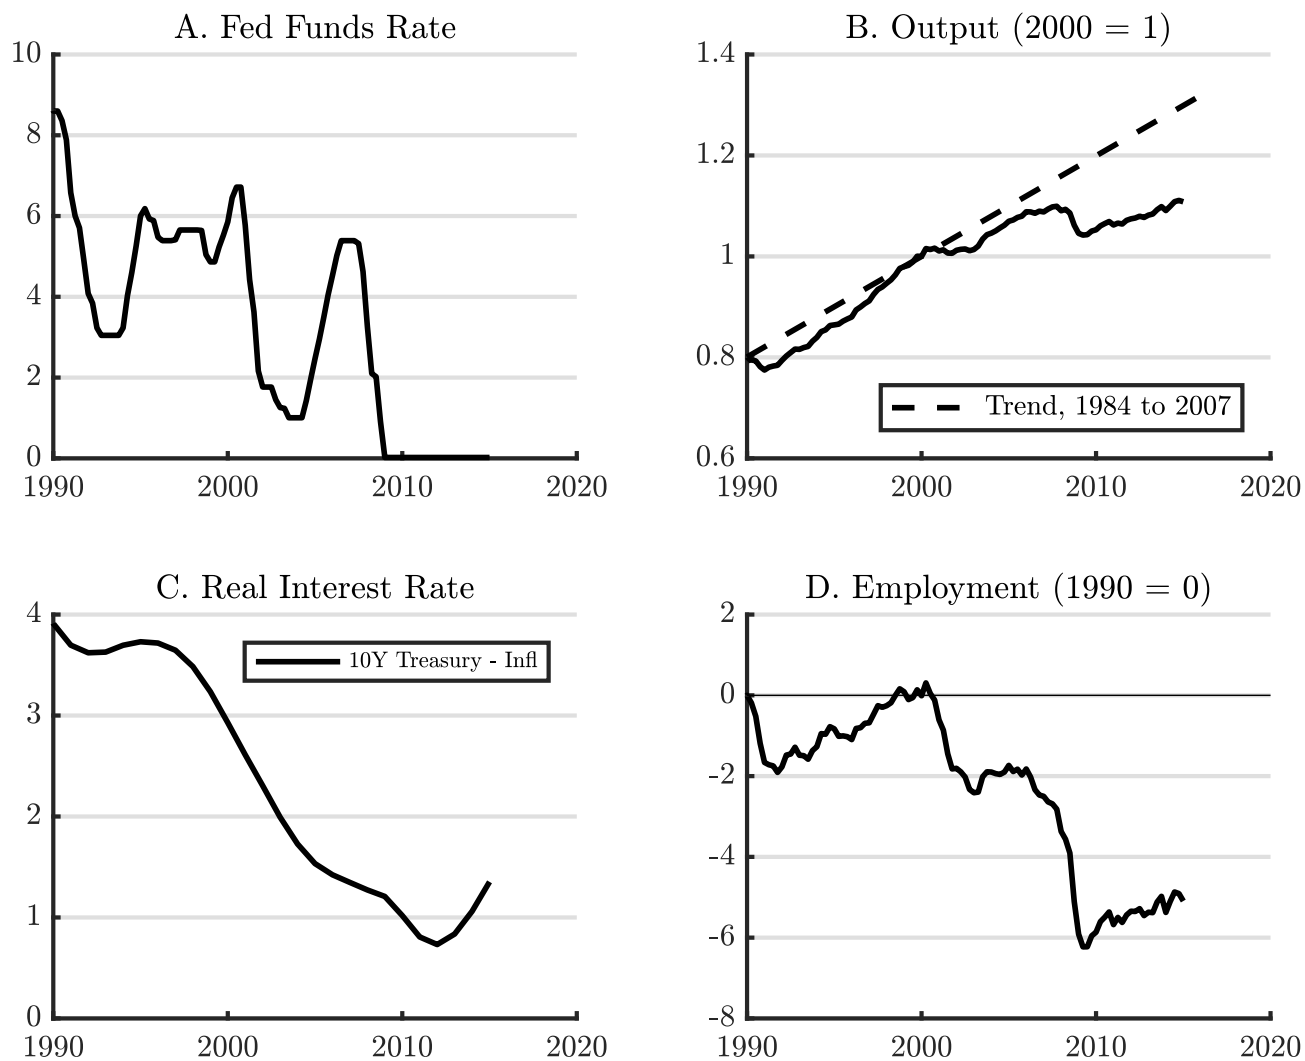 A. Fed Funds Rate
10
8
6
4
2
0
1990 2000 2010 2020
B. Output (2000 = 1)
1.4
1.2
1
0.8
0.6
Trend, 1984 to 2007
1990 2000 2010 2020
C. Real Interest Rate
4
3
2
1
0
10Y Treasury - Infl
1990 2000 2010 2020
D. Employment (1990 = 0)
2
0
-2
-4
-6
-8
1990 2000 2010 2020